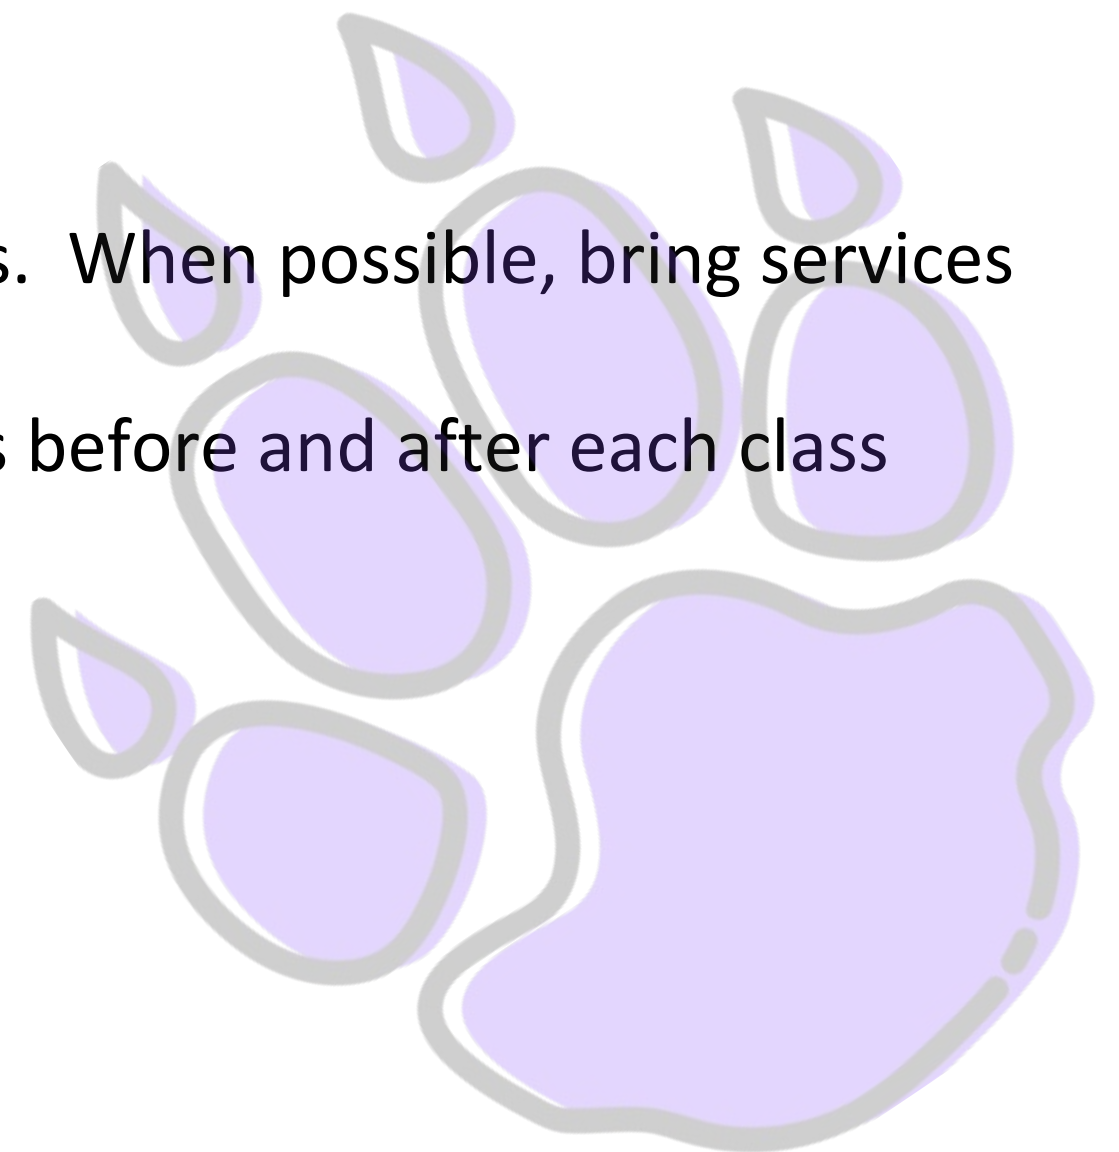 s.  When possible, bring services
s before and after each class